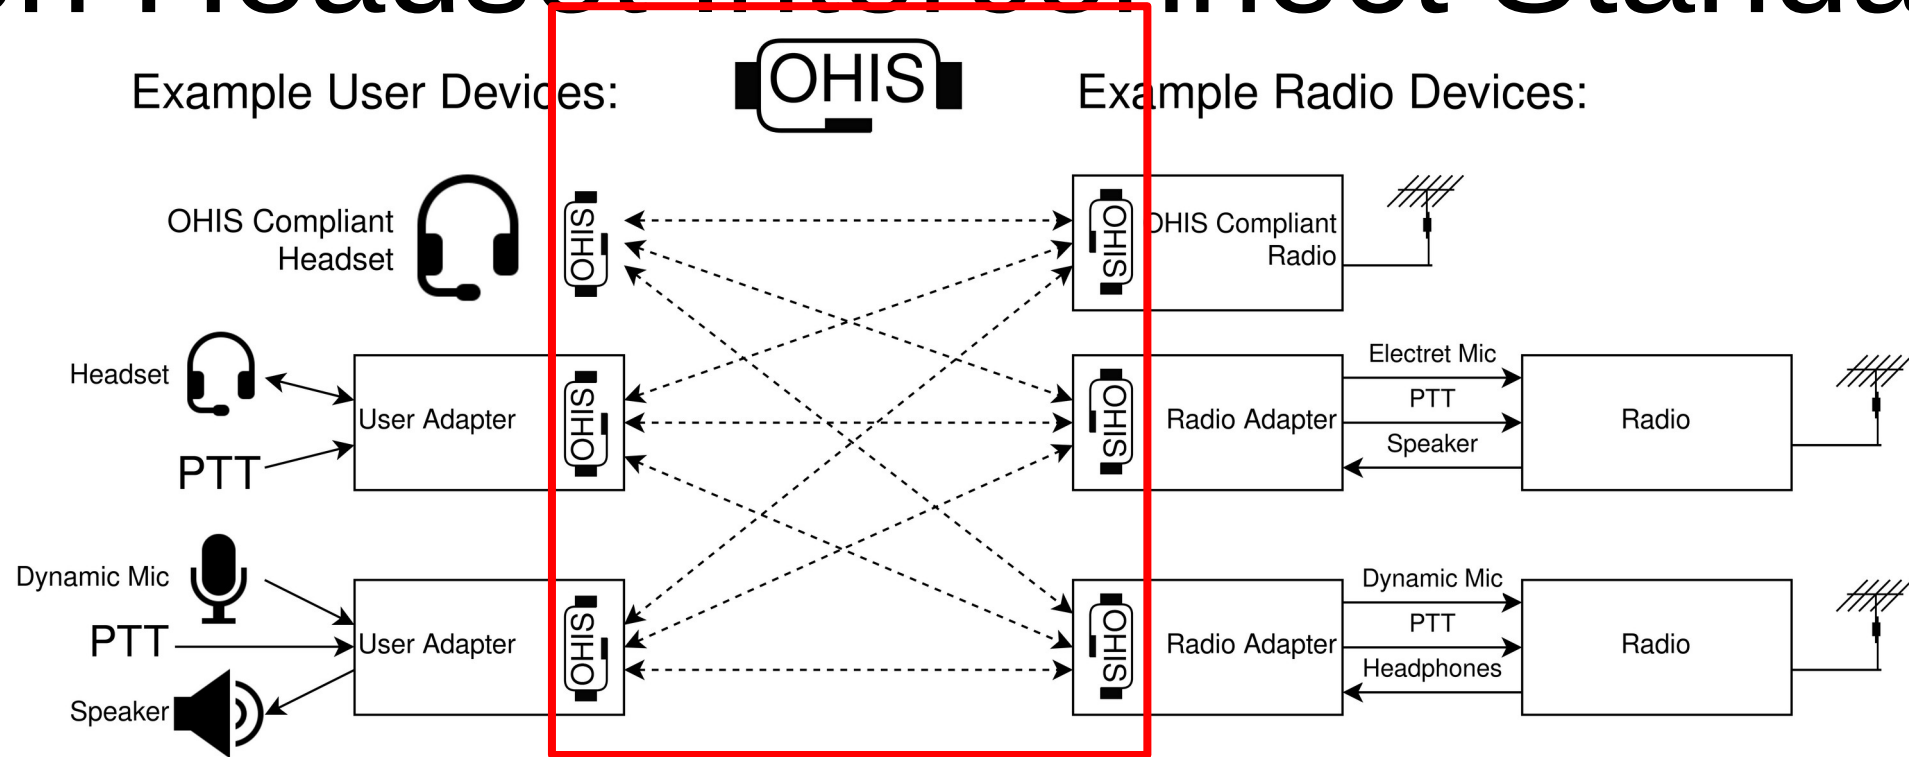 Headset Interconnect
OHIS
Example User Devices:
Example Radio Devices:
OHIS Compliant
Headset
OHIS
OHIS
OHIS Compliant
Radio
Headset
PTT
User Adapter
OHIS
OHIS
Radio Adapter
Electret Mic
PTT
Speaker
Radio
Dynamic Mic
PTT
Speaker
User Adapter
OHIS
OHIS
Radio Adapter
Dynamic Mic
PTT
Headphones
Radio